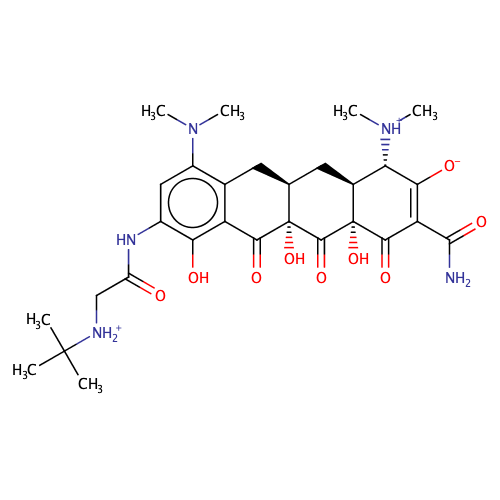 H₃C CH₃ H₃C CH₃
N NH⁺
O⁻
HN O
OH O OH O OH O NH₂
O
H₃C NH₂⁺
H₃C
CH₃